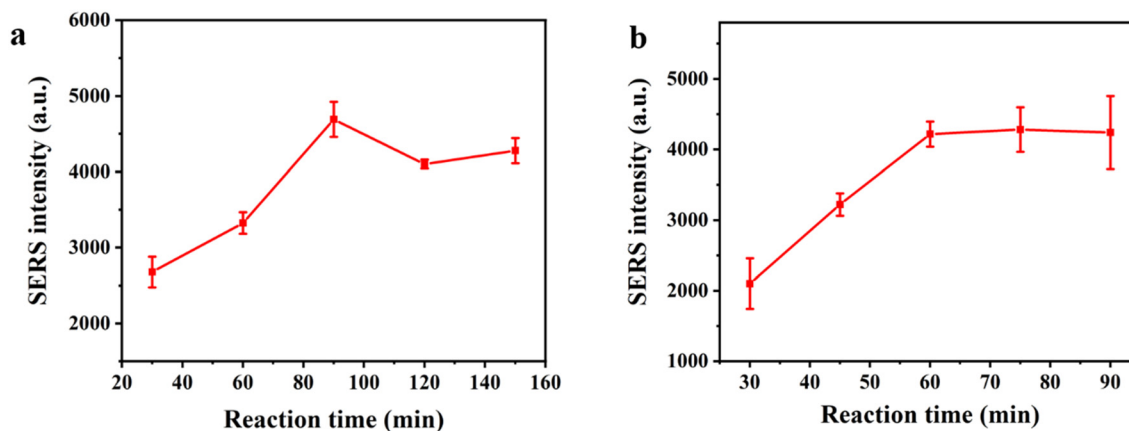 a
6000
5000
4000
3000
2000
20 40 60 80 100 120 140 160
SERS intensity (a.u.)
Reaction time (min)
b
5000
4000
3000
2000
1000
30 40 50 60 70 80 90
SERS intensity (a.u.)
Reaction time (min)